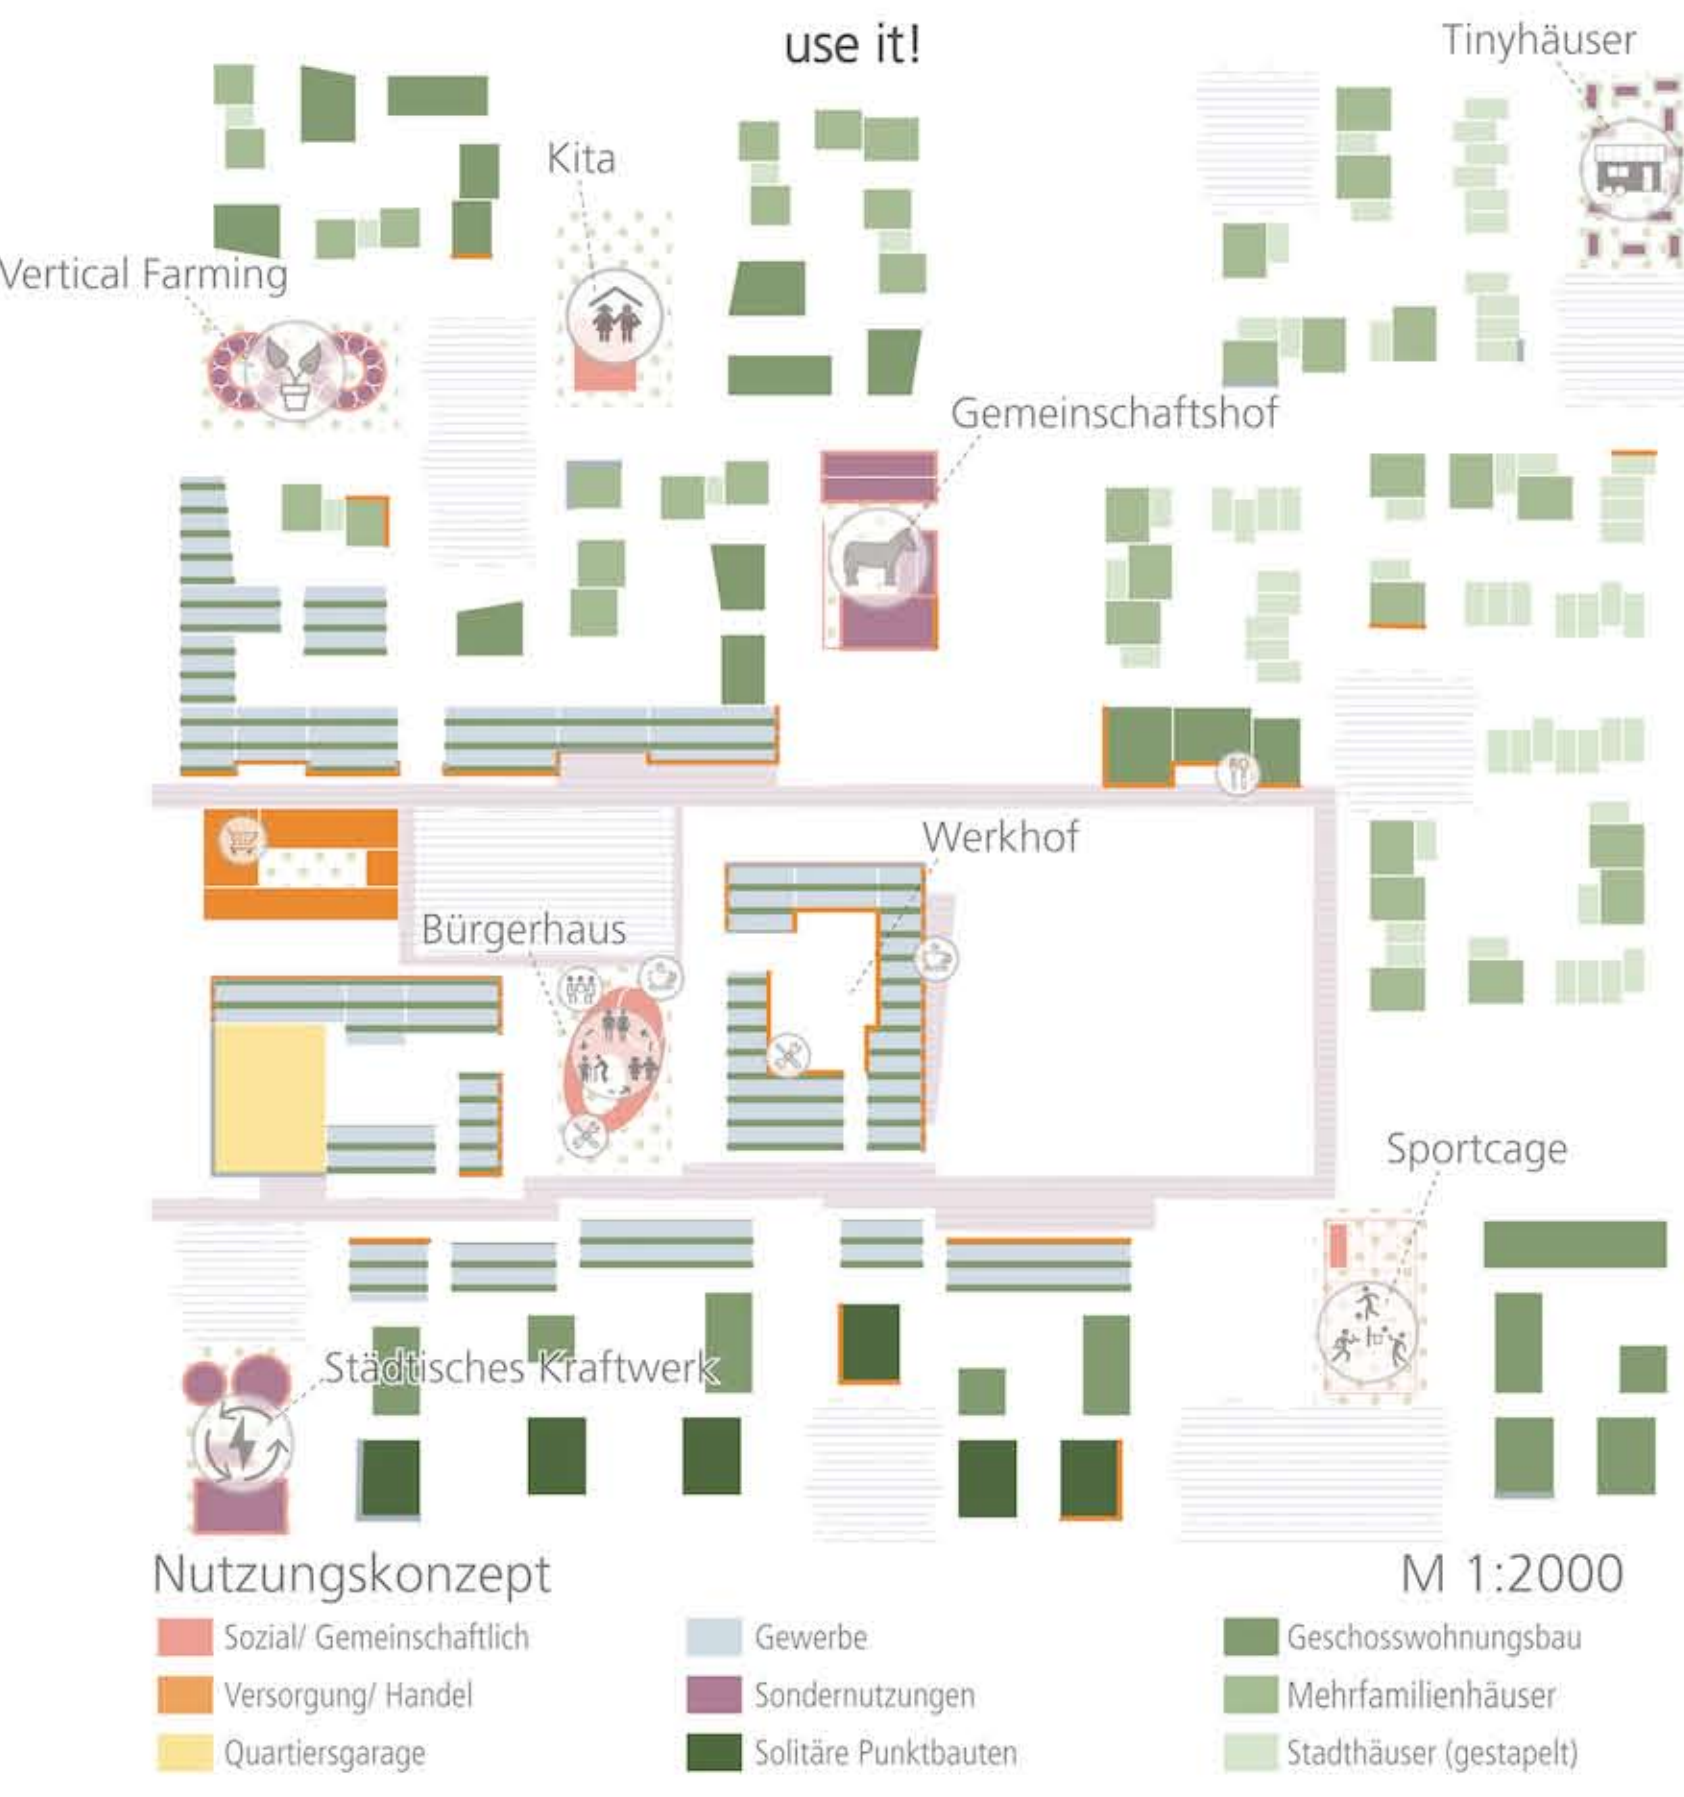 use it!
Tinyhäuser
Kita
Vertical Farming
Gemeinschaftshof
Werkhof
Bürgerhaus
Sportcage
Städtisches Kraftwerk
Nutzungskonzept
M 1:2000
Sozial/ Gemeinschaftlich
Versorgung/ Handel
Quartiersgarage
Gewerbe
Sondernutzungen
Solitäre Punktbauten
Geschosswohnungsbau
Mehrfamilienhäuser
Stadthäuser (gestapelt)